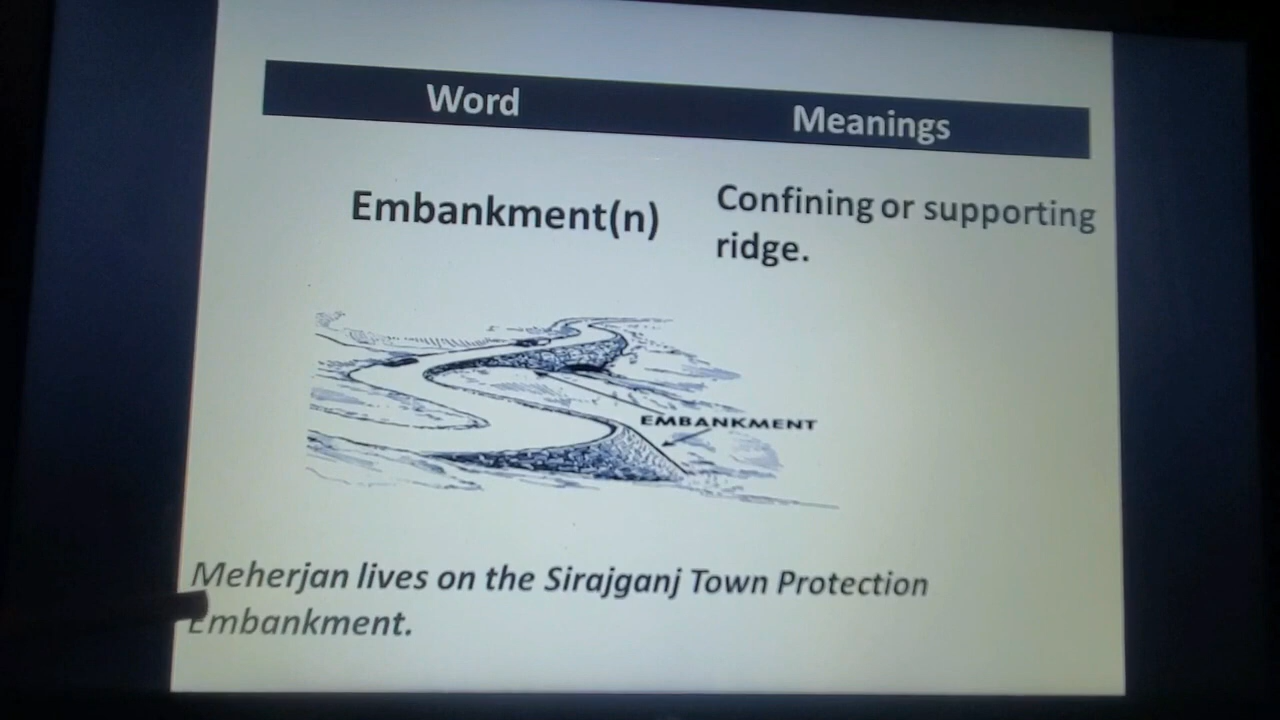 Word Meanings
Embankment(n) Confining or supporting
ridge.
EMBANKMENT
Meherjan lives on the Sirajganj Town Protection
Embankment.